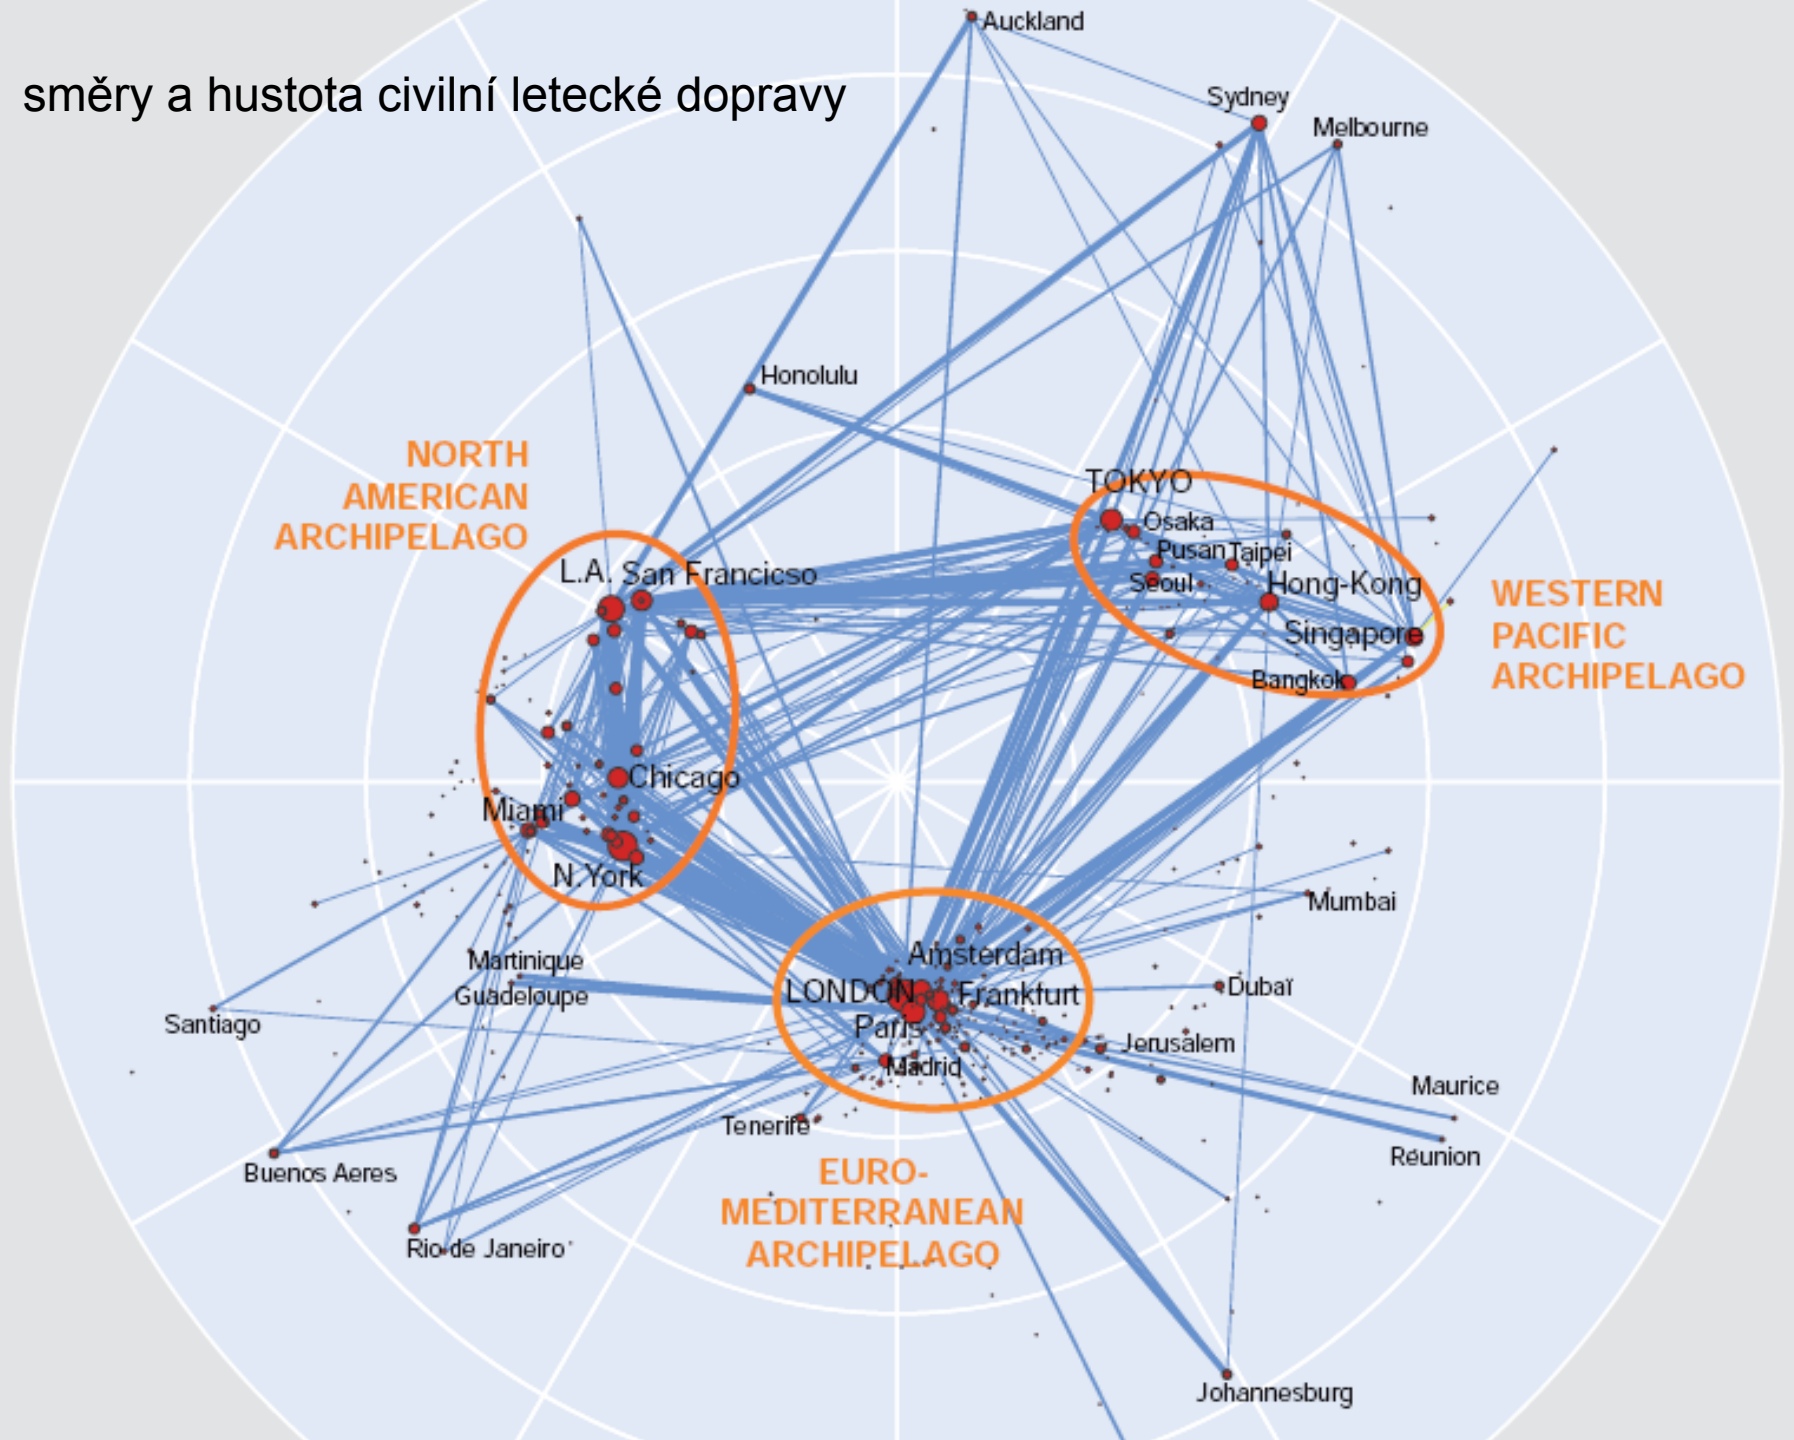 Auckland
směry a hustota civilní letecké dopravy
Sydney
Melbourne
Honolulu
NORTH
AMERICAN
ARCHIPELAGO
TOKYO
Osaka
Pusan
Taipei
Seoul
Hong-Kong
Singapore
Bangkok
WESTERN
PACIFIC
ARCHIPELAGO
L.A.
San Francicso
Chicago
Miami
N.York
Mumbai
Martinique
Guadeloupe
Santiago
Amsterdam
LONDON
Frankfurt
Paris
Madrid
Dubaï
Jerusalem
Maurice
Réunion
Tenerife
Buenos Aeres
Rio de Janeiro
EURO-
MEDITERRANEAN
ARCHIPELAGO
Johannesburg